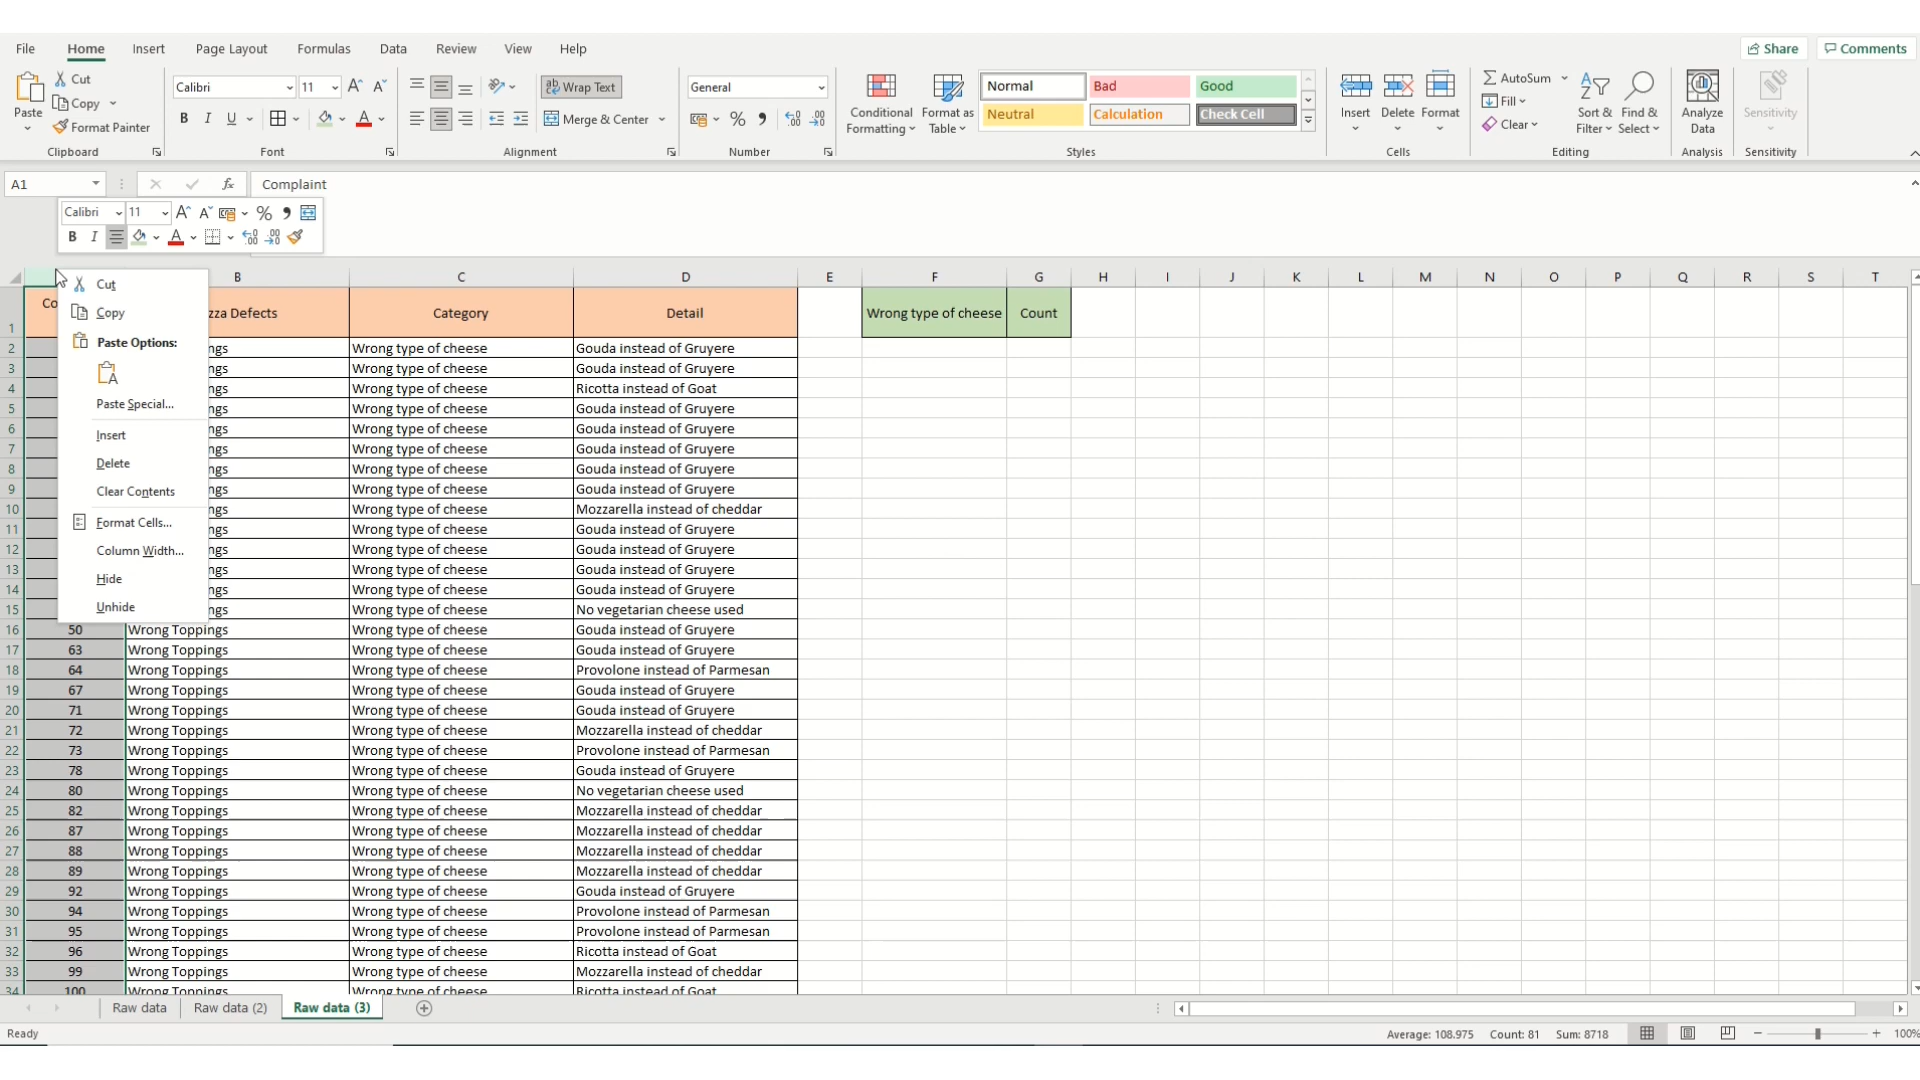 File Home Insert Page Layout Formulas Data Review View Help Share Comments
Paste Cut Copy Format Painter Clipboard
Calibri 11 B I U Font
ab Wrap Text Merge & Center Alignment
General % Number
Conditional Formatting Format as Table Normal Bad Good Neutral Calculation Check Cell Styles
Insert Delete Format Cells
AutoSum Fill Clear Sort & Filter Find & Select Editing
Analyze Data Analysis
Sensitivity Sensitivity
A1 fx Complaint
Calibri 11 A A %
B I A
B C D E F G H I J K L M N O P Q R T
Cut
Copy
Paste Options:
Paste Special...
Insert
Delete
Clear Contents
Format Cells...
Column Width...
Hide
Unhide
1 Co zza Defects Category Detail Wrong type of cheese Count
2 ngs Wrong type of cheese Gouda instead of Gruyere
3 ngs Wrong type of cheese Gouda instead of Gruyere
4 ngs Wrong type of cheese Ricotta instead of Goat
5 ngs Wrong type of cheese Gouda instead of Gruyere
6 ngs Wrong type of cheese Gouda instead of Gruyere
7 ngs Wrong type of cheese Gouda instead of Gruyere
8 ngs Wrong type of cheese Gouda instead of Gruyere
9 ngs Wrong type of cheese Gouda instead of Gruyere
10 ngs Wrong type of cheese Mozzarella instead of cheddar
11 ngs Wrong type of cheese Gouda instead of Gruyere
12 ngs Wrong type of cheese Gouda instead of Gruyere
13 ngs Wrong type of cheese Gouda instead of Gruyere
14 ngs Wrong type of cheese Gouda instead of Gruyere
15 ngs Wrong type of cheese No vegetarian cheese used
16 50 Wrong Toppings Wrong type of cheese Gouda instead of Gruyere
17 63 Wrong Toppings Wrong type of cheese Gouda instead of Gruyere
18 64 Wrong Toppings Wrong type of cheese Provolone instead of Parmesan
19 67 Wrong Toppings Wrong type of cheese Gouda instead of Gruyere
20 71 Wrong Toppings Wrong type of cheese Gouda instead of Gruyere
21 72 Wrong Toppings Wrong type of cheese Mozzarella instead of cheddar
22 73 Wrong Toppings Wrong type of cheese Provolone instead of Parmesan
23 78 Wrong Toppings Wrong type of cheese Gouda instead of Gruyere
24 80 Wrong Toppings Wrong type of cheese No vegetarian cheese used
25 82 Wrong Toppings Wrong type of cheese Mozzarella instead of cheddar
26 87 Wrong Toppings Wrong type of cheese Mozzarella instead of cheddar
27 88 Wrong Toppings Wrong type of cheese Mozzarella instead of cheddar
28 89 Wrong Toppings Wrong type of cheese Mozzarella instead of cheddar
29 92 Wrong Toppings Wrong type of cheese Gouda instead of Gruyere
30 94 Wrong Toppings Wrong type of cheese Provolone instead of Parmesan
31 95 Wrong Toppings Wrong type of cheese Provolone instead of Parmesan
32 96 Wrong Toppings Wrong type of cheese Ricotta instead of Goat
33 99 Wrong Toppings Wrong type of cheese Mozzarella instead of cheddar
34 100 Wrong Toppings Wrong type of cheese Ricotta instead of Goat
Raw data Raw data (2) Raw data (3)
Ready Average: 108.975 Count: 81 Sum: 8718 100%